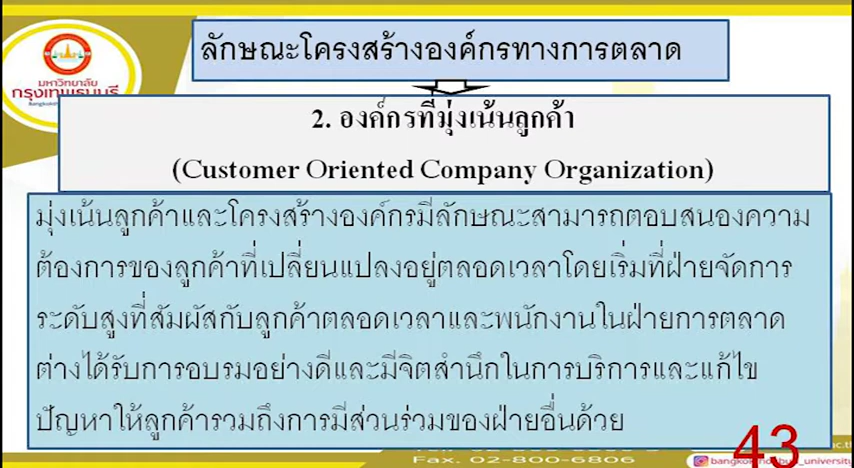 ลักษณะโครงสร้างองค์กรทางการตลาด
มหาวิทยาลัย
กรุงเทพธนบุรี
2. องค์กรที่มุ่งเน้นลูกค้า
(Customer Oriented Company Organization)
มุ่งเน้นลูกค้าและโครงสร้างองค์กรมีลักษณะสามารถตอบสนองความ
ต้องการของลูกค้าที่เปลี่ยนแปลงอยู่ตลอดเวลาโดยเริ่มที่ฝ่ายจัดการ
ระดับสูงที่สัมผัสกับลูกค้าตลอดเวลาและพนักงานในฝ่ายการตลาด
ต่างได้รับการอบรมอย่างดีและมีจิตสำนึกในการบริการและแก้ไข
ปัญหาให้ลูกค้ารวมถึงการมีส่วนร่วมของฝ่ายอื่นด้วย
43
Fax. 02-800-6806